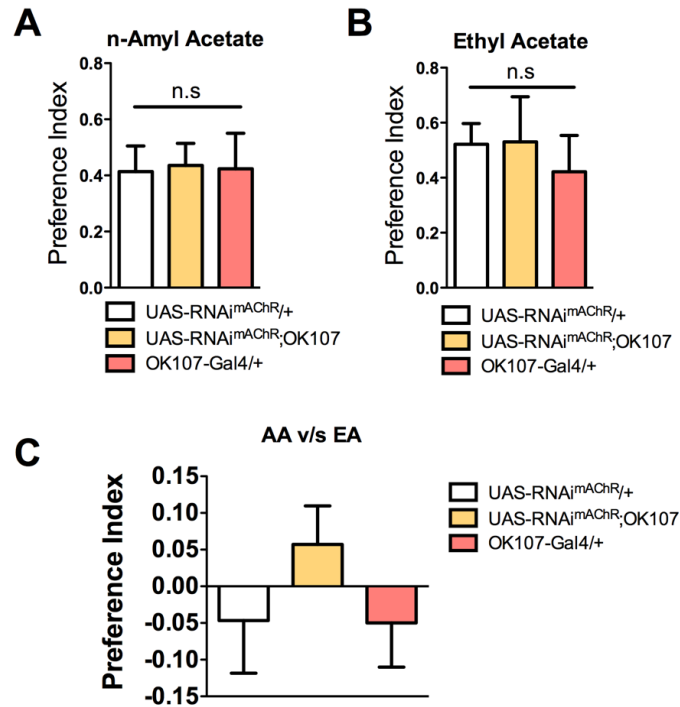 A
n-Amyl Acetate
Preference Index
0.8
0.6
0.4
0.2
0.0
n.s
UAS-RNAi^mAChR/+
UAS-RNAi^mAChR;OK107
OK107-Gal4/+
B
Ethyl Acetate
Preference Index
0.8
0.6
0.4
0.2
0.0
n.s
UAS-RNAi^mAChR/+
UAS-RNAi^mAChR;OK107
OK107-Gal4/+
C
AA v/s EA
Preference Index
0.15
0.10
0.05
0.00
-0.05
-0.10
-0.15
UAS-RNAi^mAChR/+
UAS-RNAi^mAChR;OK107
OK107-Gal4/+